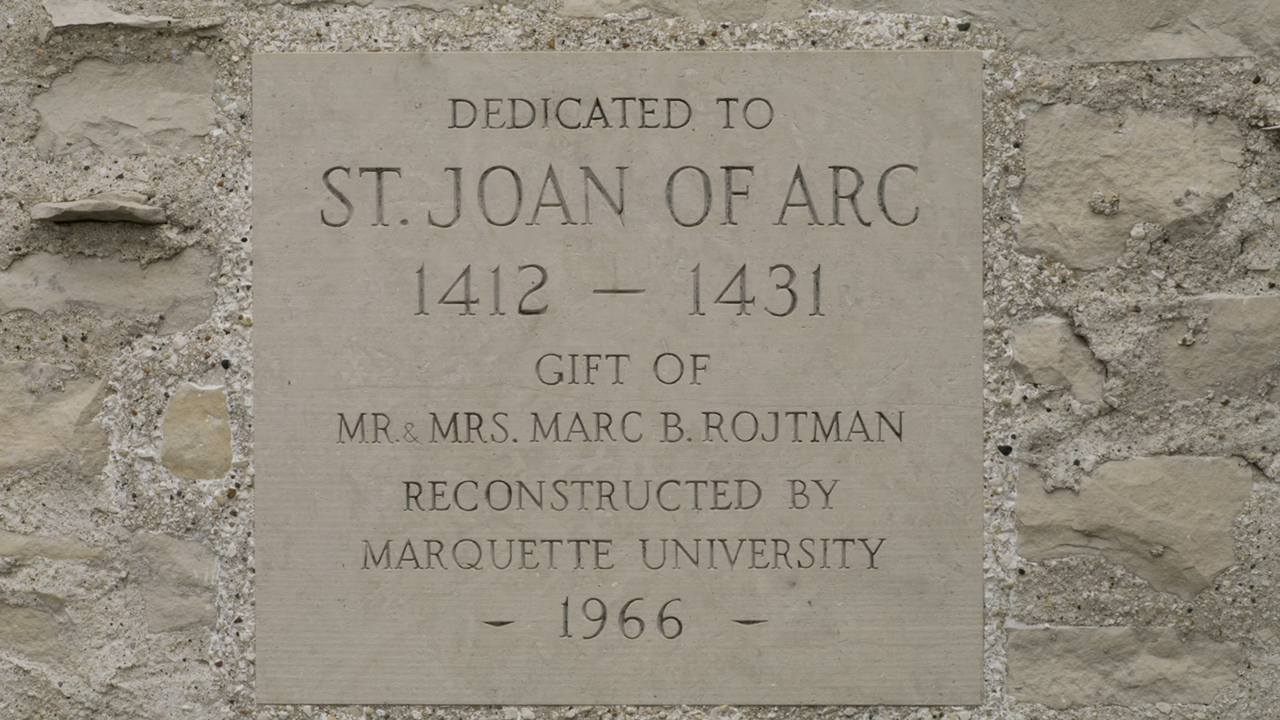 DEDICATED TO
ST. JOAN OF ARC
1412 — 1431
GIFT OF
MR. & MRS. MARC B. ROJTMAN
RECONSTRUCTED BY
MARQUETTE UNIVERSITY
- 1966 -